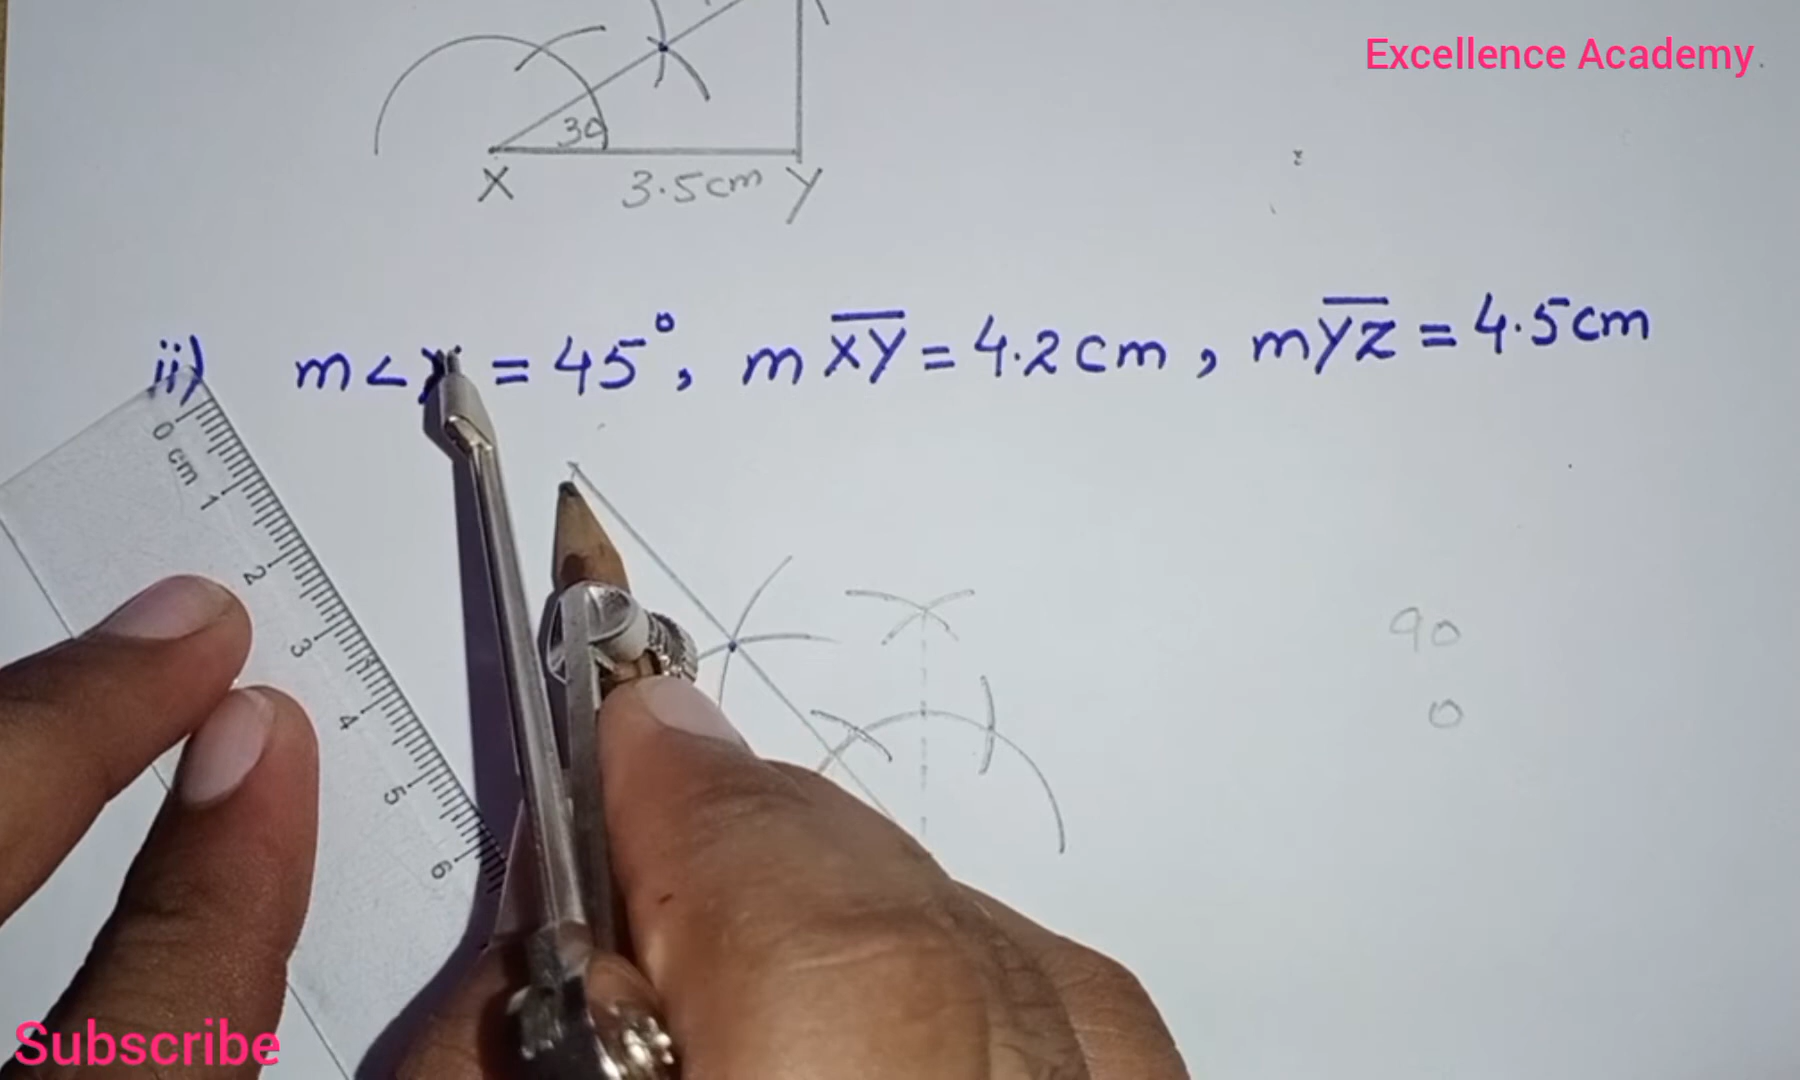 Excellence Academy.
30
X 3.5cm y
ii) m<y = 45°, m XY = 4.2cm, m YZ = 4.5cm
0 cm 1 2 3 4 5 6
90
0
Subscribe